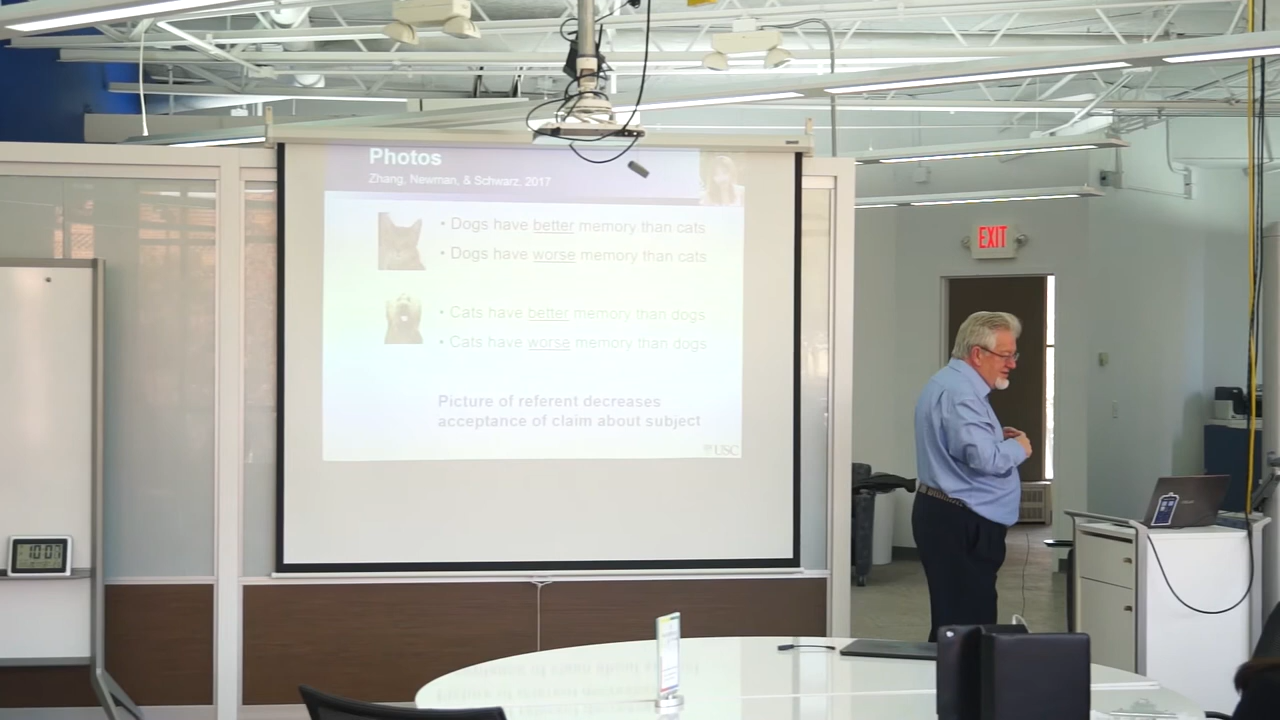 Photos
Zhang, Newman, & Schwarz, 2017
• Dogs have better memory than cats
• Dogs have worse memory than cats
• Cats have better memory than dogs
• Cats have worse memory than dogs
Picture of referent decreases
acceptance of claim about subject
USC
EXIT
10:07